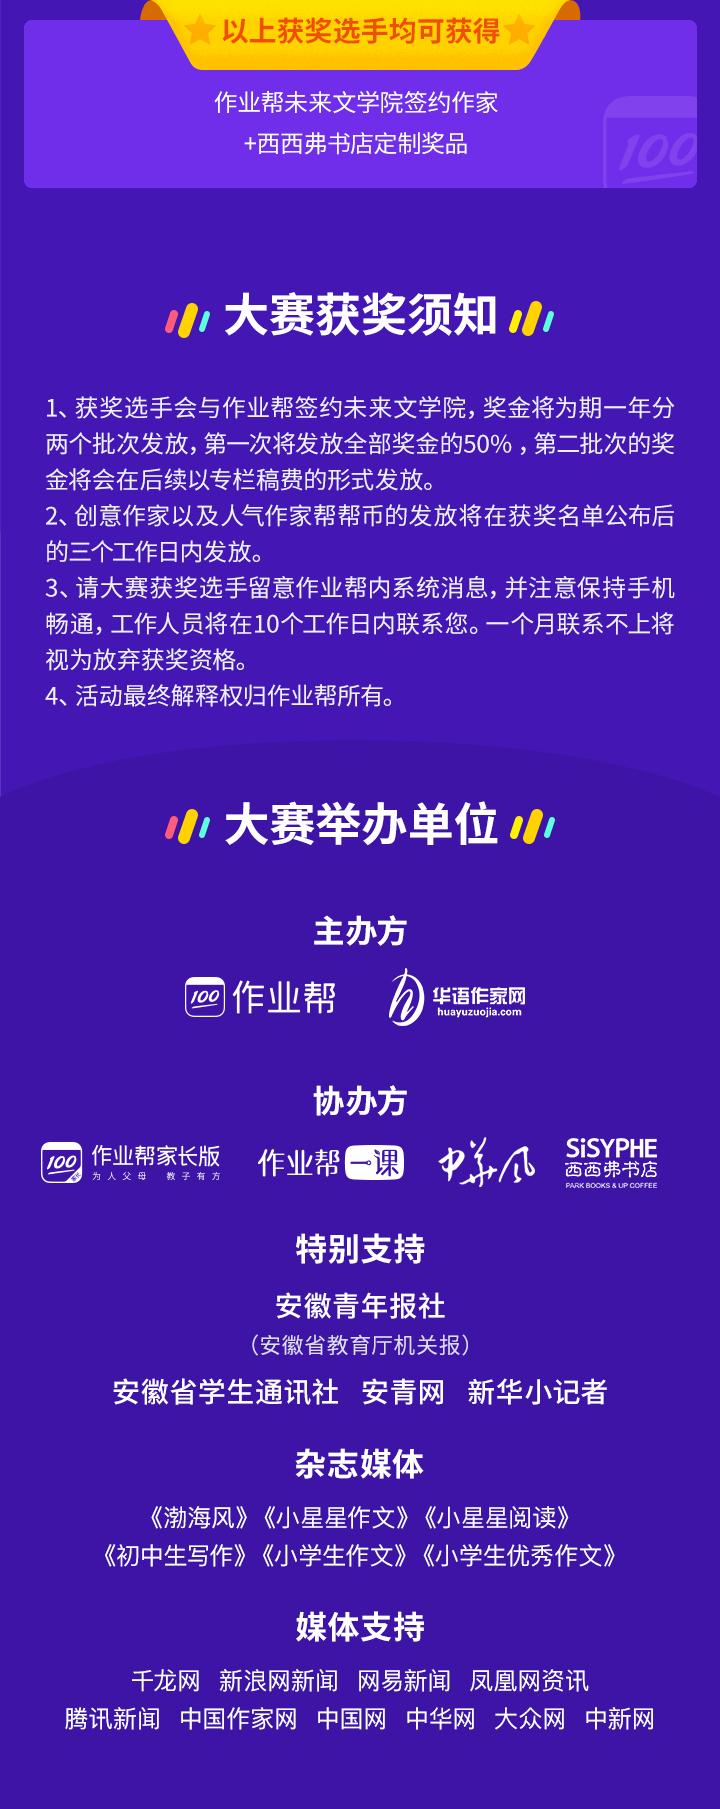 以上获奖选手均可获得
作业帮未来文学院签约作家
+西西弗书店定制奖品
100
大赛获奖须知
1、获奖选手会与作业帮签约未来文学院，奖金将为期一年分
两个批次发放，第一次将发放全部奖金的50%，第二批次的奖
金将会在后续以专栏稿费的形式发放。
2、创意作家以及人气作家帮帮币的发放将在获奖名单公布后
的三个工作日内发放。
3、请大赛获奖选手留意作业帮内系统消息，并注意保持手机
畅通，工作人员将在10个工作日内联系您。一个月联系不上将
视为放弃获奖资格。
4、活动最终解释权归作业帮所有。
大赛举办单位
主办方
100 作业帮
华语作家网
huayuzuojia.com
协办方
100 作业帮家长版
为人父母 教子有方
作业帮一课
中华风
SiSYPHE
西西弗书店
PARK BOOKS & UP COFFEE
特别支持
安徽青年报社
（安徽省教育厅机关报）
安徽省学生通讯社 安青网 新华小记者
杂志媒体
《渤海风》《小星星作文》《小星星阅读》
《初中生写作》《小学生作文》《小学生优秀作文》
媒体支持
千龙网 新浪网新闻 网易新闻 凤凰网资讯
腾讯新闻 中国作家网 中国网 中华网 大众网 中新网